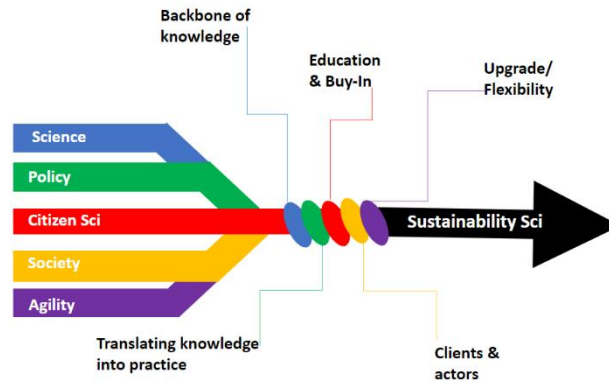 Backbone of
knowledge
Education
& Buy-In
Upgrade/
Flexibility
Science
Policy
Citizen Sci
Society
Agility
Sustainability Sci
Translating knowledge
into practice
Clients &
actors